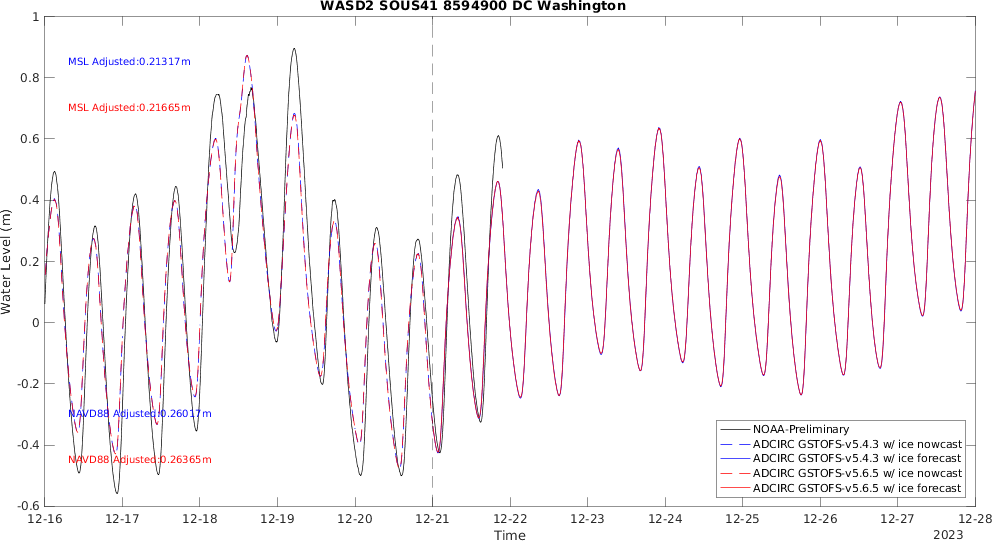 WASD2 SOUS41 8594900 DC Washington
MSL Adjusted:0.21317m
MSL Adjusted:0.21665m
NAVD88 Adjusted:0.26017m
NAVD88 Adjusted:0.26365m
Water Level (m)
1
0.8
0.6
0.4
0.2
0
-0.2
-0.4
-0.6
NOAA-Preliminary
ADCIRC GSTOFS-v5.4.3 w/ ice nowcast
ADCIRC GSTOFS-v5.4.3 w/ ice forecast
ADCIRC GSTOFS-v5.6.5 w/ ice nowcast
ADCIRC GSTOFS-v5.6.5 w/ ice forecast
12-16 12-17 12-18 12-19 12-20 12-21 12-22 12-23 12-24 12-25 12-26 12-27 12-28
Time
2023